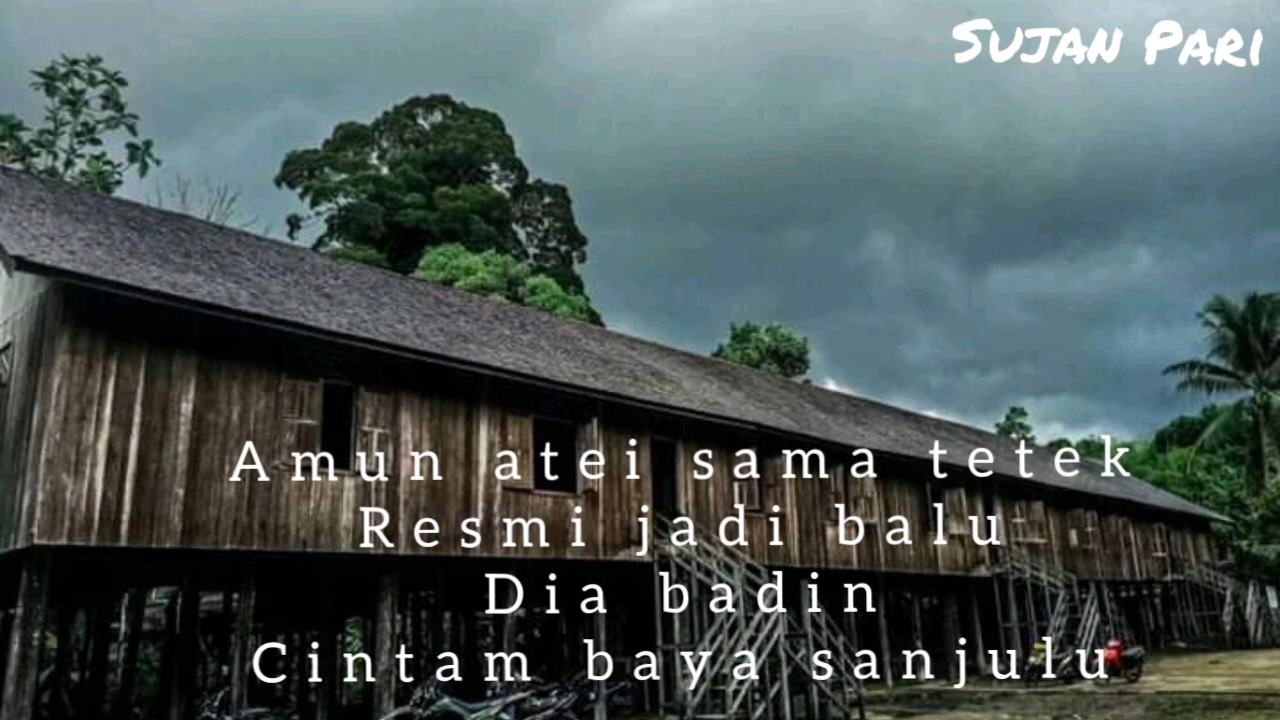 Sujan Pari
Amun atei sama tetek
Resmi jadi balu
Dia badin
Cintam baya sanjulu